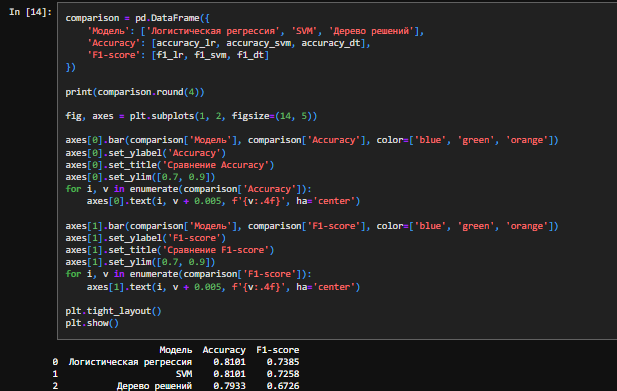 In [14]:
comparison = pd.DataFrame({
    'Модель': ['Логистическая регрессия', 'SVM', 'Дерево решений'],
    'Accuracy': [accuracy_lr, accuracy_svm, accuracy_dt],
    'F1-score': [f1_lr, f1_svm, f1_dt]
})
print(comparison.round(4))
fig, axes = plt.subplots(1, 2, figsize=(14, 5))
axes[0].bar(comparison['Модель'], comparison['Accuracy'], color=['blue', 'green', 'orange'])
axes[0].set_ylabel('Accuracy')
axes[0].set_title('Сравнение Accuracy')
axes[0].set_ylim([0.7, 0.9])
for i, v in enumerate(comparison['Accuracy']):
    axes[0].text(i, v + 0.005, f'{v:.4f}', ha='center')
axes[1].bar(comparison['Модель'], comparison['F1-score'], color=['blue', 'green', 'orange'])
axes[1].set_ylabel('F1-score')
axes[1].set_title('Сравнение F1-score')
axes[1].set_ylim([0.7, 0.9])
for i, v in enumerate(comparison['F1-score']):
    axes[1].text(i, v + 0.005, f'{v:.4f}', ha='center')
plt.tight_layout()
plt.show()
Модель Accuracy F1-score
0 Логистическая регрессия 0.8101 0.7385
1 SVM 0.8101 0.7258
2 Дерево решений 0.7933 0.6726